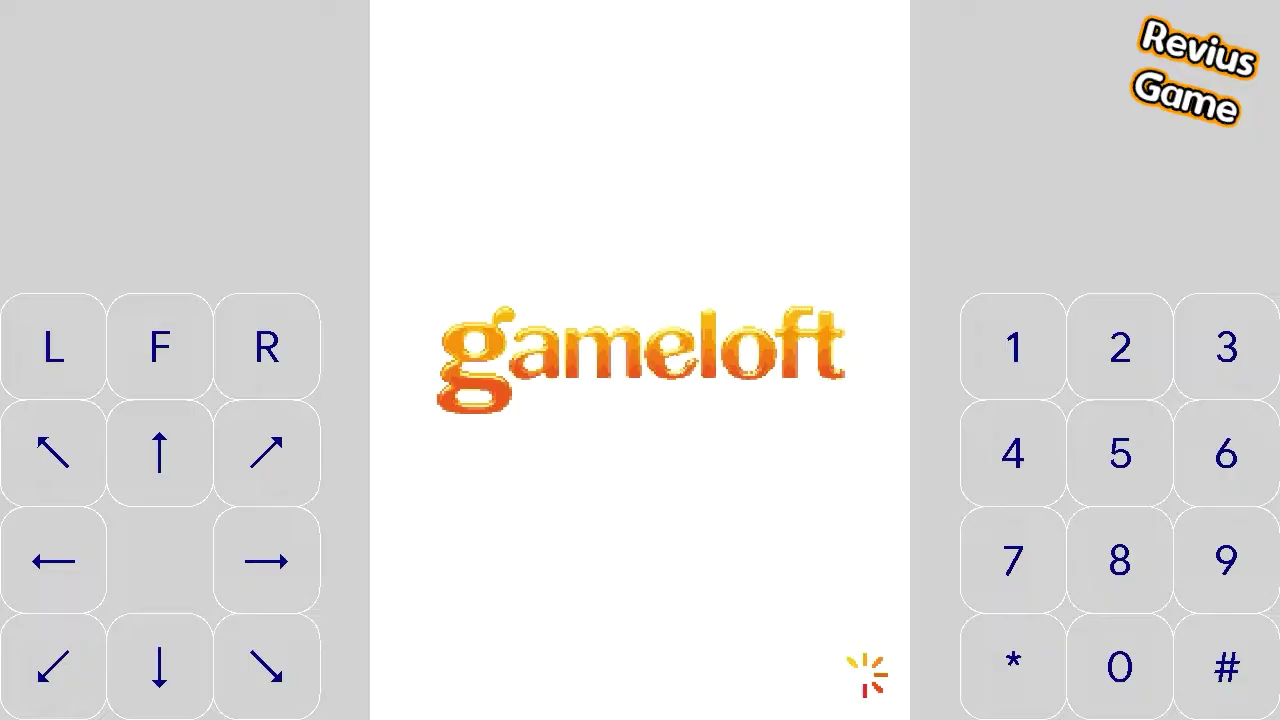 Revius
Game
gameloft
L F R
↖ ↑ ↗
← →
↙ ↓ ↘
1 2 3
4 5 6
7 8 9
* 0 #